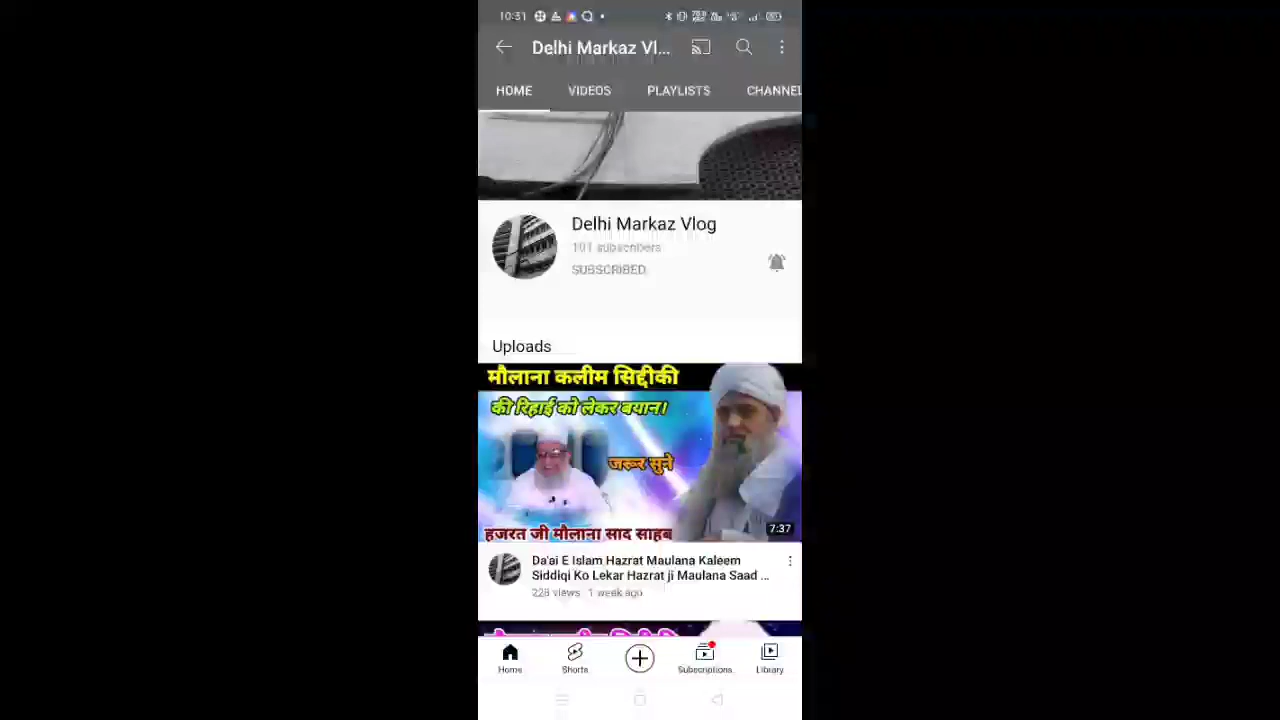 10:31
Delhi Markaz Vl...
HOME VIDEOS PLAYLISTS CHANNEL
Delhi Markaz Vlog
101 subscribers
SUBSCRIBED
Uploads
मौलाना कलीम सिद्दीकी
की रिहाई को लेकर बयान।
जरूर सुने
हजरत जी मौलाना साद साहब
7:37
Da'ai E Islam Hazrat Maulana Kaleem
Siddiqi Ko Lekar Hazrat ji Maulana Saad ...
228 views 1 week ago
Home Shorts Subscriptions Library